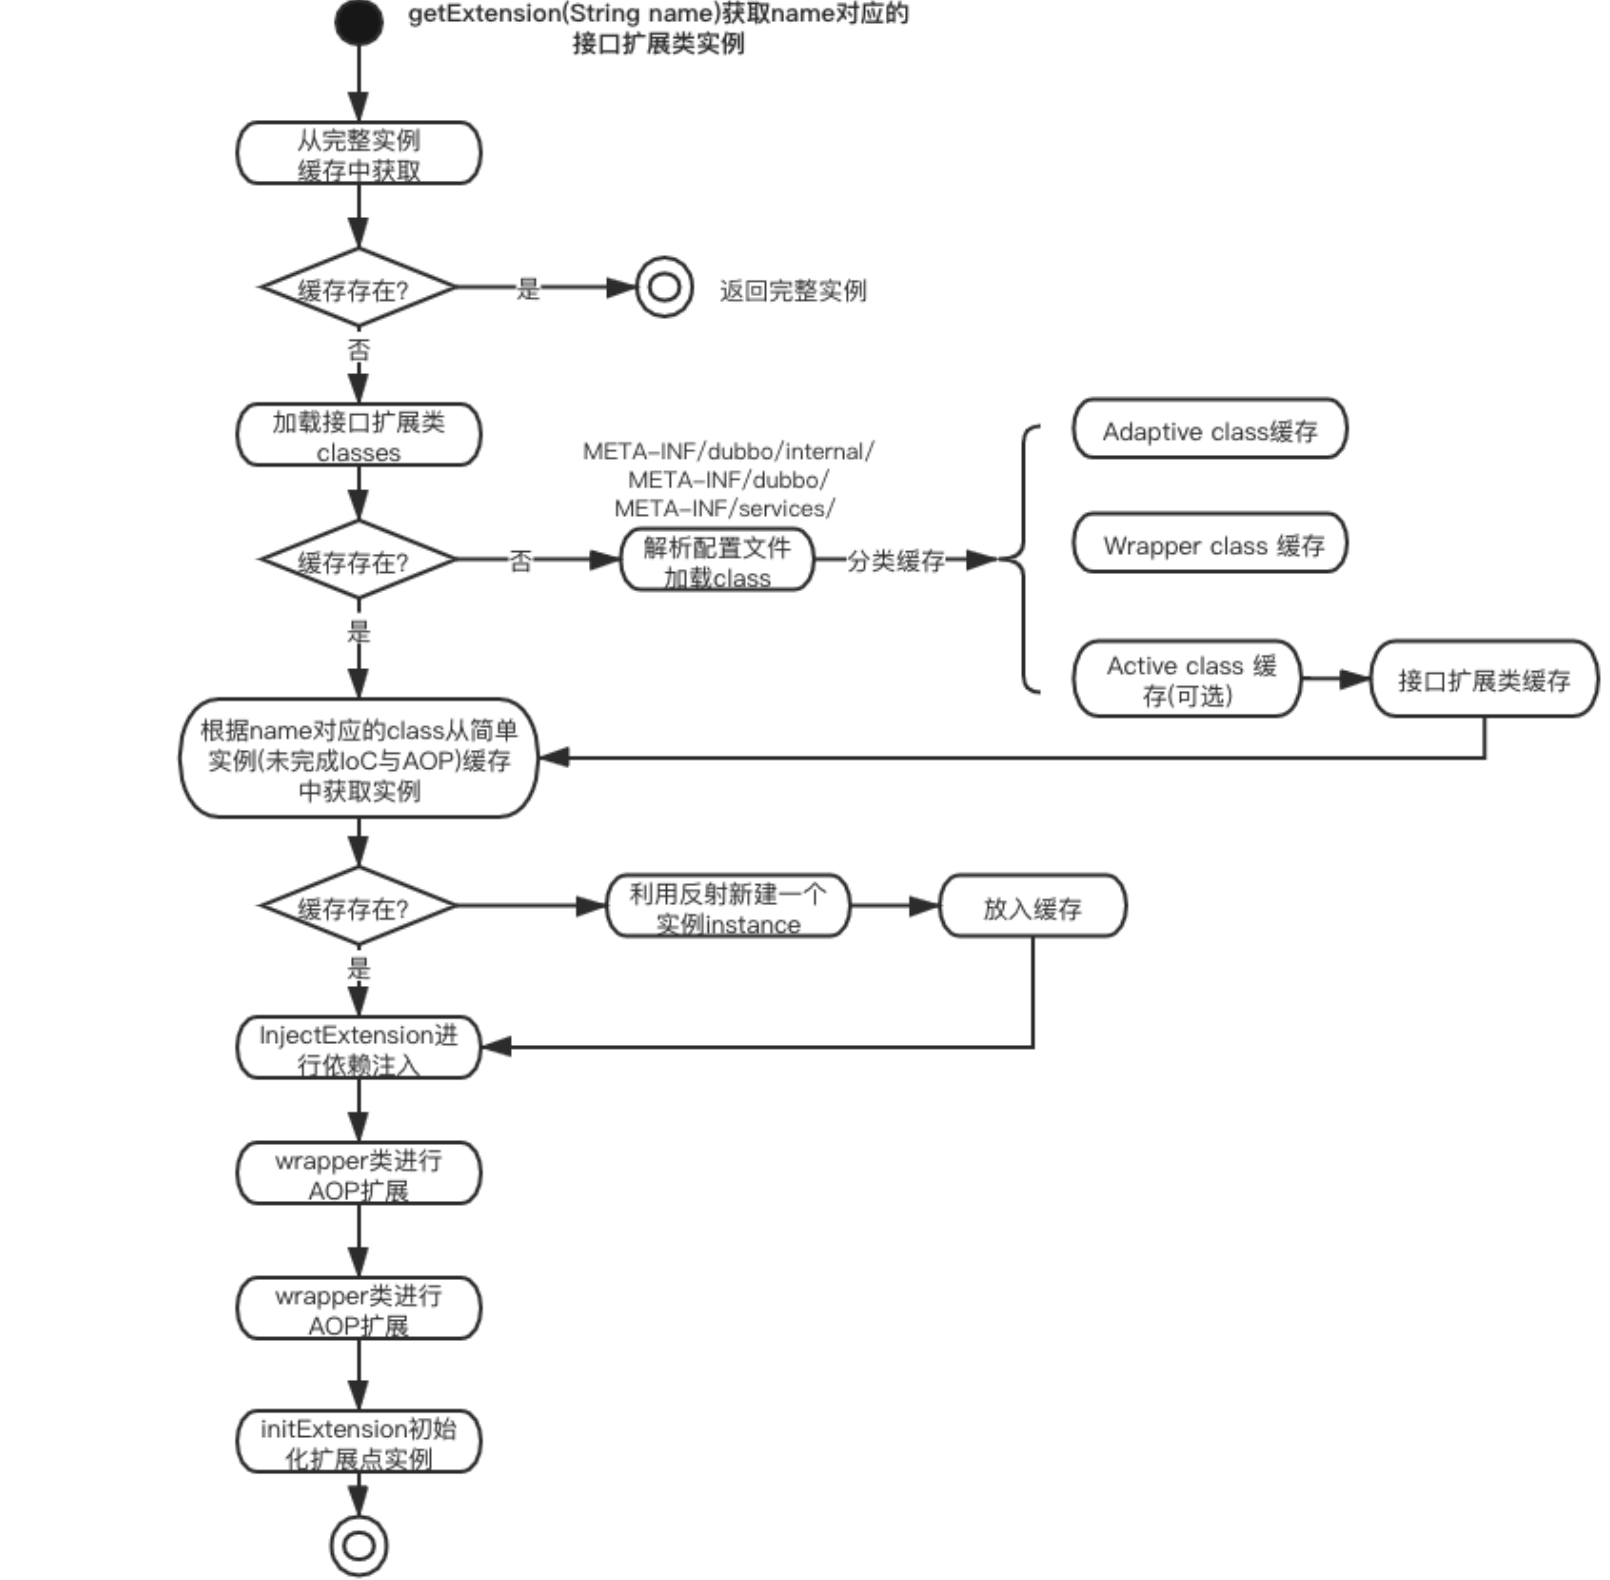 getExtension(String name)获取name对应的
接口扩展类实例
从完整实例
缓存中获取
缓存存在?
是
返回完整实例
否
加载接口扩展类
classes
META-INF/dubbo/internal/
META-INF/dubbo/
META-INF/services/
缓存存在?
否
解析配置文件
加载class
分类缓存
Adaptive class缓存
Wrapper class 缓存
Active class 缓
存(可选)
接口扩展类缓存
是
根据name对应的class从简单
实例(未完成IoC与AOP)缓存
中获取实例
缓存存在?
利用反射新建一个
实例instance
放入缓存
是
InjectExtension进
行依赖注入
wrapper类进行
AOP扩展
wrapper类进行
AOP扩展
initExtension初始
化扩展点实例